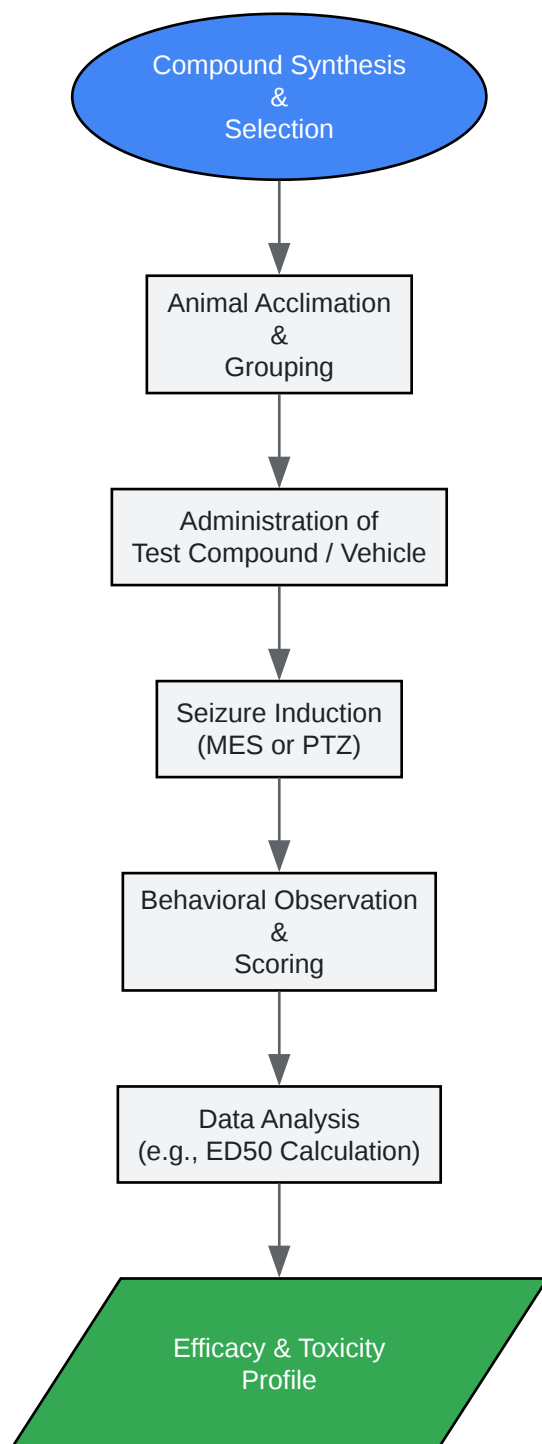 Compound Synthesis
&
Selection
Animal Acclimation
&
Grouping
Administration of
Test Compound / Vehicle
Seizure Induction
(MES or PTZ)
Behavioral Observation
&
Scoring
Data Analysis
(e.g., ED50 Calculation)
Efficacy & Toxicity
Profile